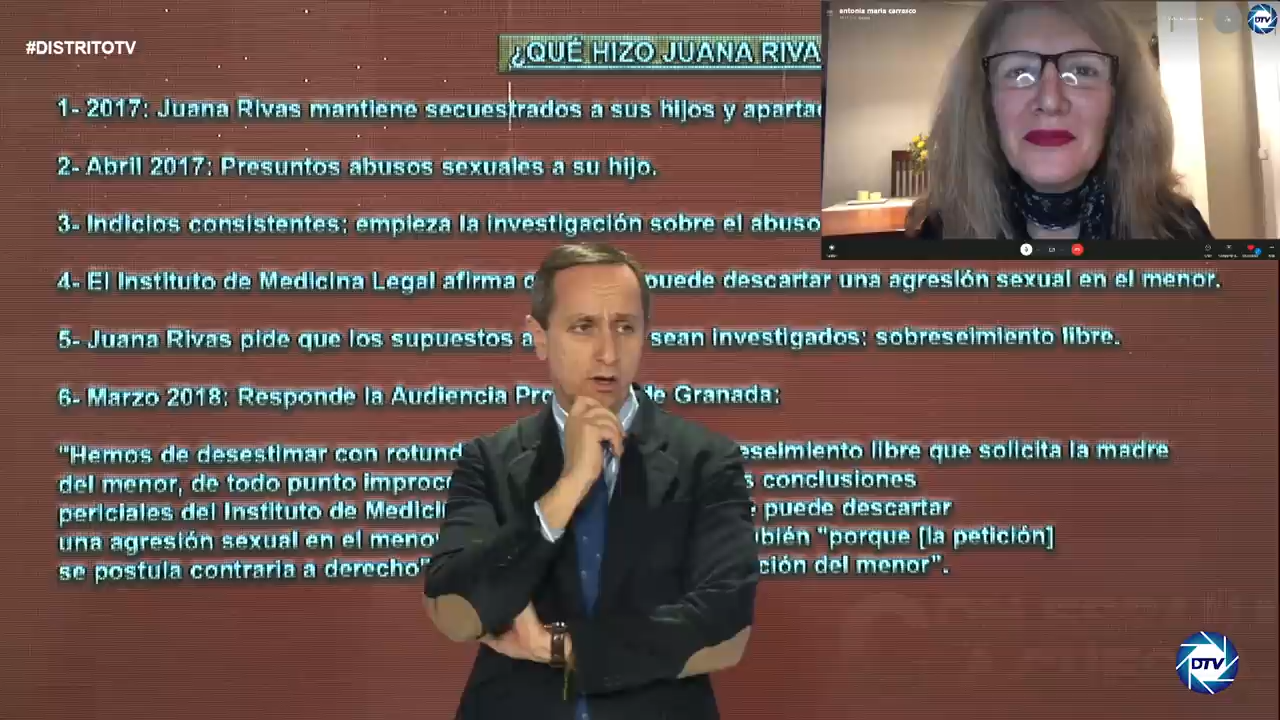 #DISTRITOTV
¿QUÉ HIZO JUANA RIVA
antonia maria carrasco
DTV
1- 2017: Juana Rivas mantiene secuestrados a sus hijos y apartad
2- Abril 2017: Presuntos abusos sexuales a su hijo.
3- Indicios consistentes; empieza la investigación sobre el abuso
4- El Instituto de Medicina Legal afirma puede descartar una agresión sexual en el menor.
5- Juana Rivas pide que los supuestos a sean investigados: sobreseimiento libre.
6- Marzo 2018: Responde la Audiencia Pro de Granada:
"Hemos de desestimar con rotund eseimiento libre que solicita la madre
del menor, de todo punto improc s conclusiones
periciales del Instituto de Medici e puede descartar
una agresión sexual en el meno bién "porque [la petición]
se postula contraria a derecho" ción del menor".
DTV